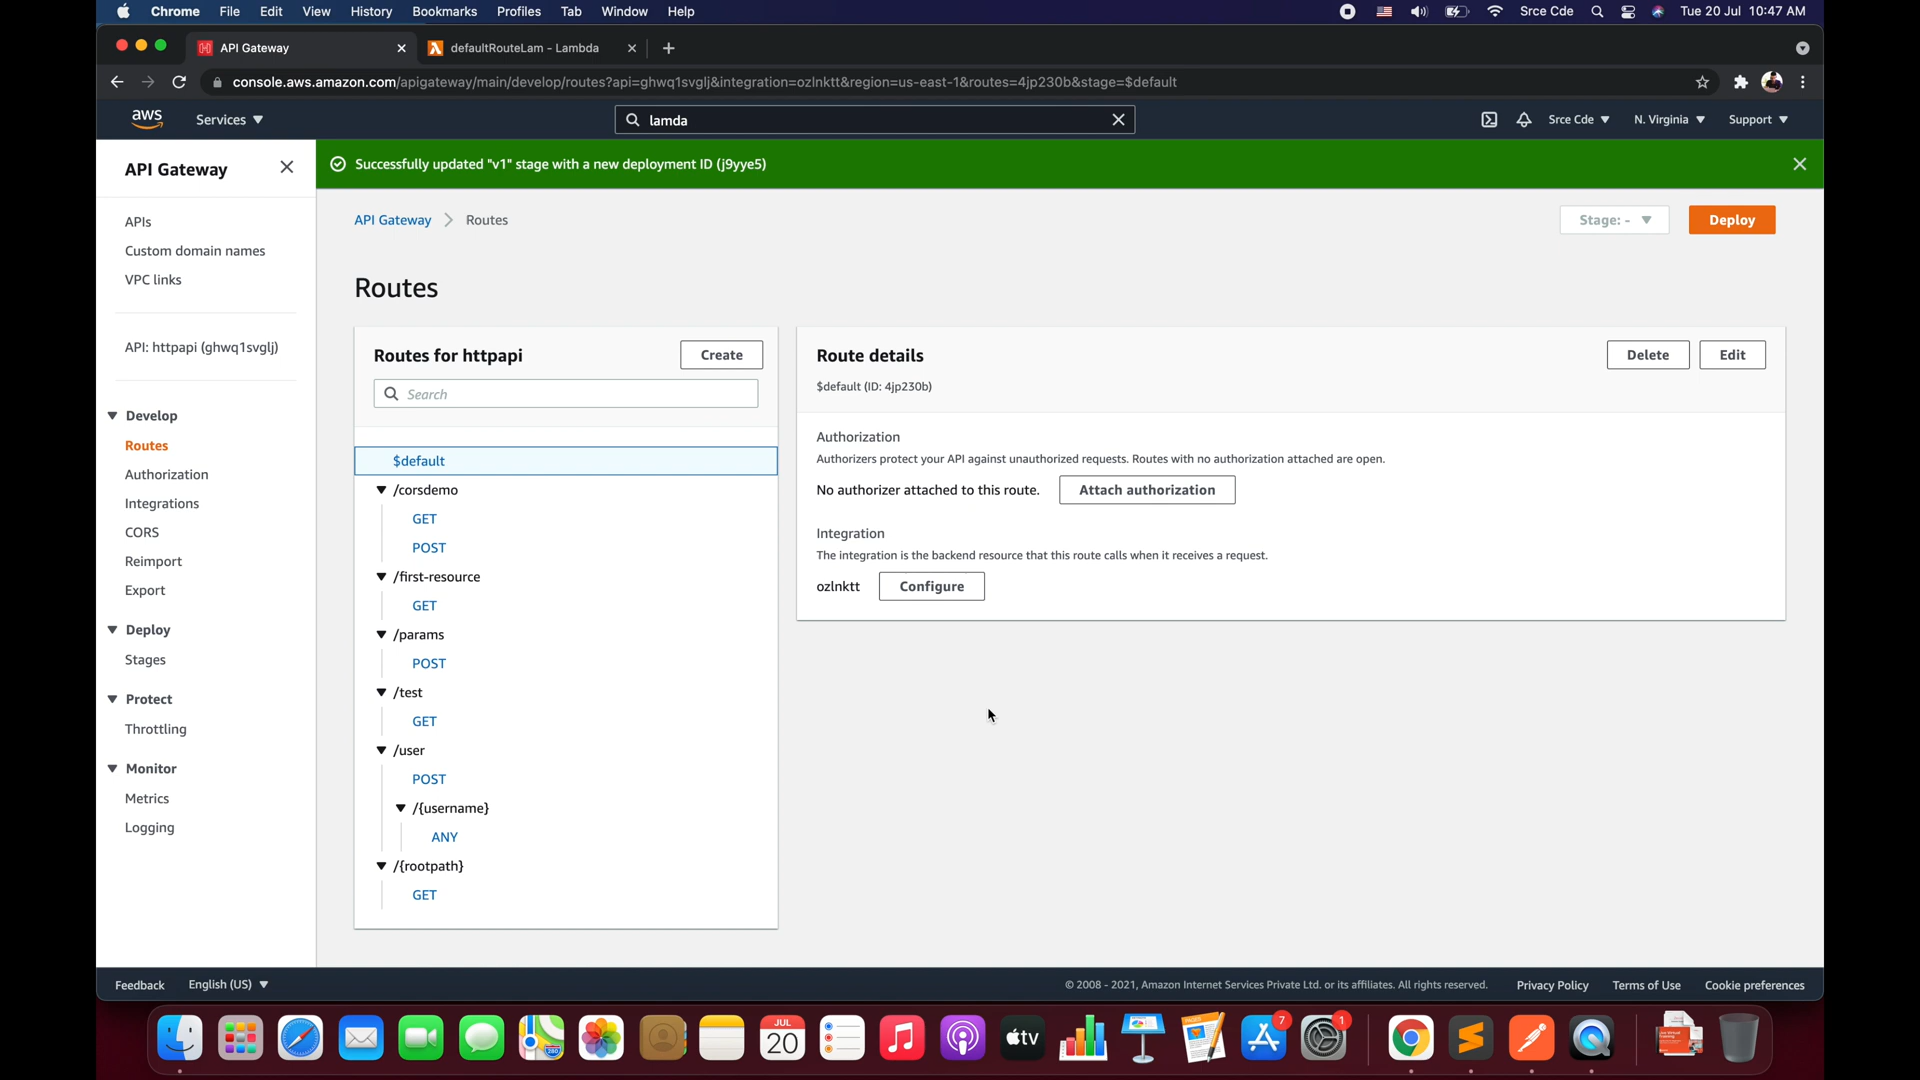 Chrome File Edit View History Bookmarks Profiles Tab Window Help
Srce Cde Tue 20 Jul 10:47 AM
API Gateway
defaultRouteLam - Lambda
console.aws.amazon.com/apigateway/main/develop/routes?api=ghwq1svglj&integration=ozlnktt&region=us-east-1&routes=4jp230b&stage=$default
aws Services lamda Srce Cde N. Virginia Support
API Gateway
Successfully updated "v1" stage with a new deployment ID (j9yye5)
APIs
Custom domain names
VPC links
API: httpapi (ghwq1svglj)
Develop
Routes
Authorization
Integrations
CORS
Reimport
Export
Deploy
Stages
Protect
Throttling
Monitor
Metrics
Logging
API Gateway Routes
Stage: -
Deploy
Routes
Routes for httpapi
Create
Search
$default
/corsdemo
GET
POST
/first-resource
GET
/params
POST
/test
GET
/user
POST
/{username}
ANY
/{rootpath}
GET
Route details
Delete
Edit
$default (ID: 4jp230b)
Authorization
Authorizers protect your API against unauthorized requests. Routes with no authorization attached are open.
No authorizer attached to this route.
Attach authorization
Integration
The integration is the backend resource that this route calls when it receives a request.
ozlnktt
Configure
Feedback English (US)
© 2008 - 2021, Amazon Internet Services Private Ltd. or its affiliates. All rights reserved. Privacy Policy Terms of Use Cookie preferences
JUL
20
tv
7
1